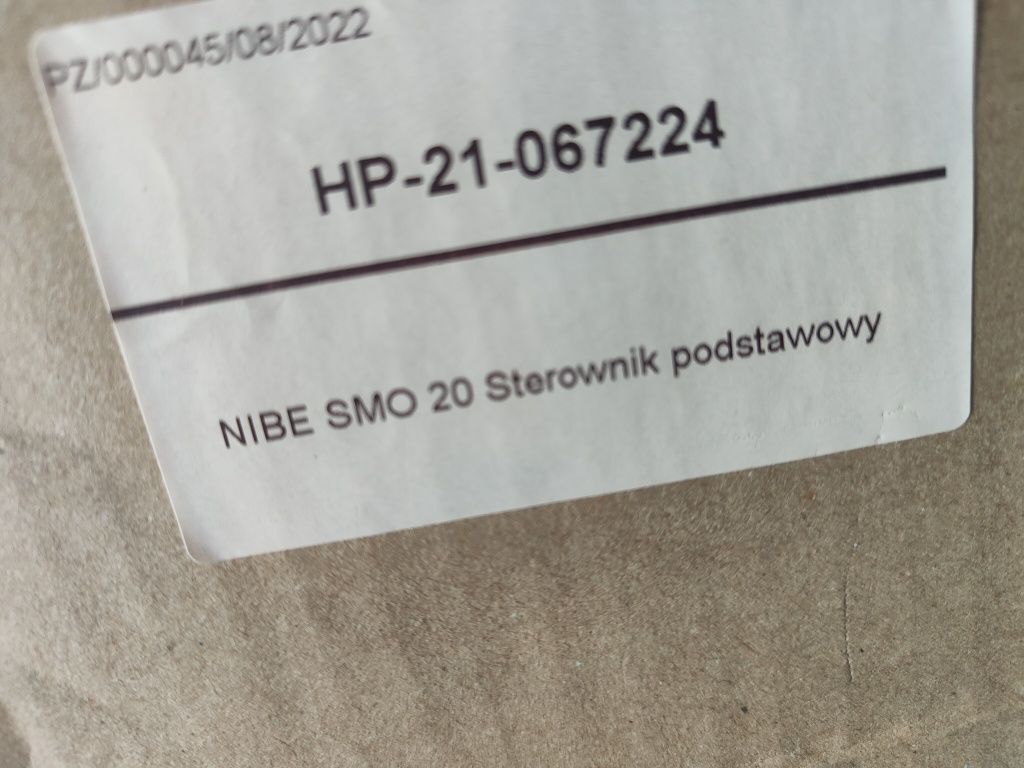 PZ/000045/08/2022
HP-21-067224
NIBE SMO 20 Sterownik podstawowy